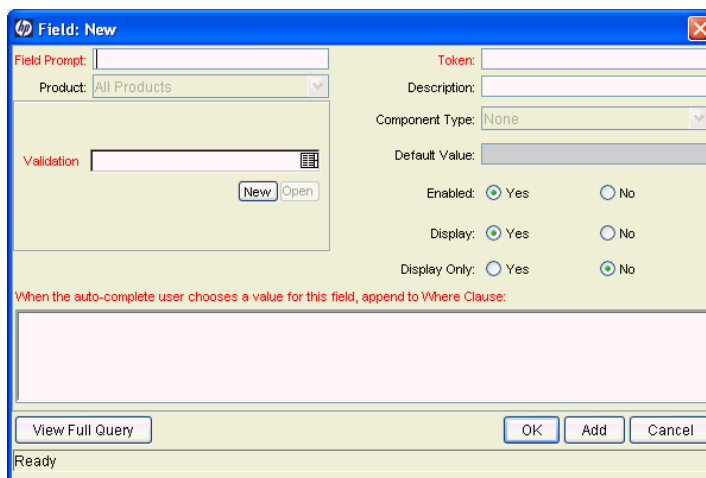 hp Field: New
Field Prompt: Token:
Product: All Products Description:
Component Type: None
Validation Default Value:
New Open Enabled: Yes No
Display: Yes No
Display Only: Yes No
When the auto-complete user chooses a value for this field, append to Where Clause:
View Full Query OK Add Cancel
Ready